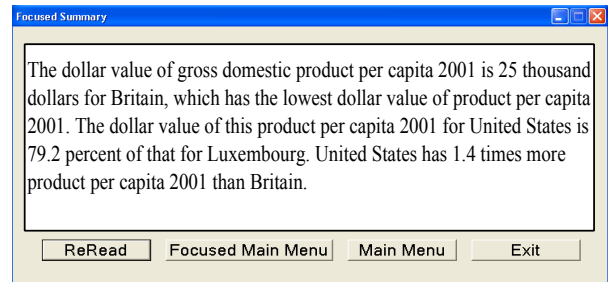 Focused Summary
The dollar value of gross domestic product per capita 2001 is 25 thousand
dollars for Britain, which has the lowest dollar value of product per capita
2001. The dollar value of this product per capita 2001 for United States is
79.2 percent of that for Luxembourg. United States has 1.4 times more
product per capita 2001 than Britain.
ReRead Focused Main Menu Main Menu Exit